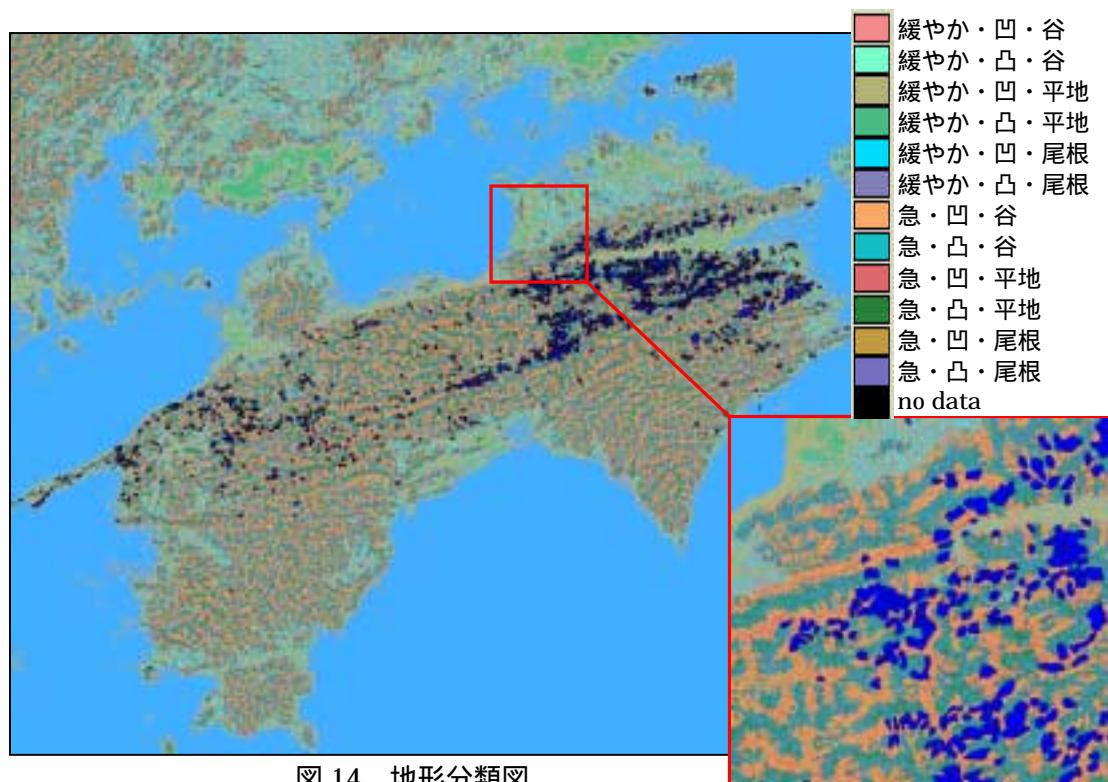 緩やか・凹・谷
緩やか・凸・谷
緩やか・凹・平地
緩やか・凸・平地
緩やか・凹・尾根
緩やか・凸・尾根
急・凹・谷
急・凸・谷
急・凹・平地
急・凸・平地
急・凹・尾根
急・凸・尾根
no data
図 14 地形分類図